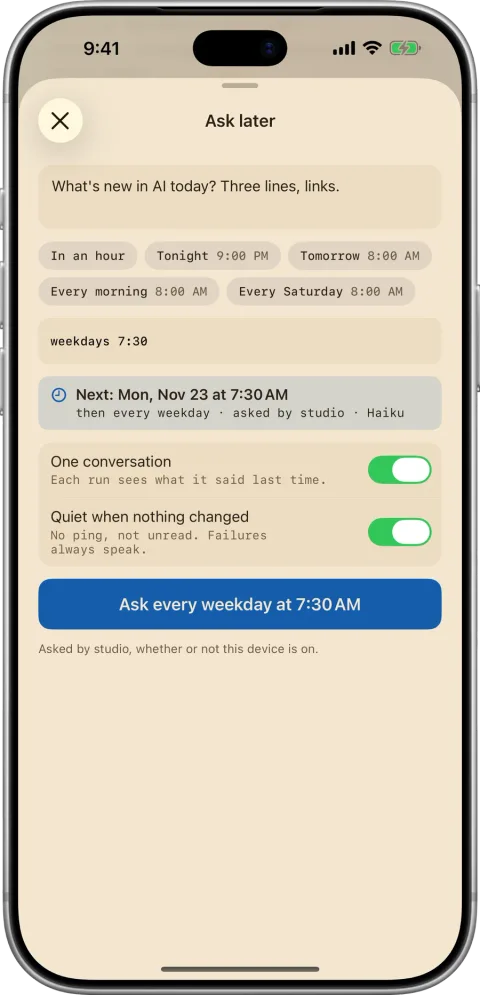 9:41
Ask later
What's new in AI today? Three lines, links.
In an hour
Tonight 9:00 PM
Tomorrow 8:00 AM
Every morning 8:00 AM
Every Saturday 8:00 AM
weekdays 7:30
Next: Mon, Nov 23 at 7:30 AM
then every weekday · asked by studio · Haiku
One conversation
Each run sees what it said last time.
Quiet when nothing changed
No ping, not unread. Failures
always speak.
Ask every weekday at 7:30 AM
Asked by studio, whether or not this device is on.